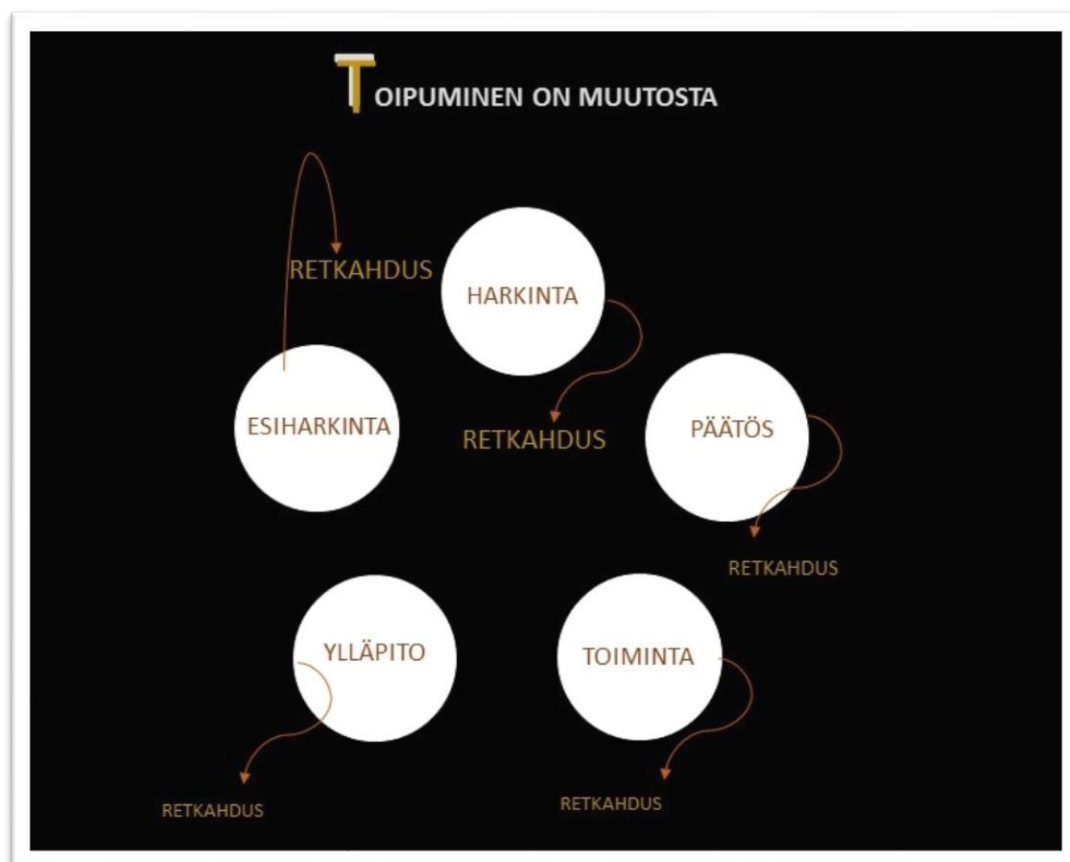 TOIPUMINEN ON MUUTOSTA
RETKAHDUS
HARKINTA
ESIHARKINTA
RETKAHDUS
PÄÄTÖS
RETKAHDUS
YLLÄPITO
TOIMINTA
RETKAHDUS
RETKAHDUS